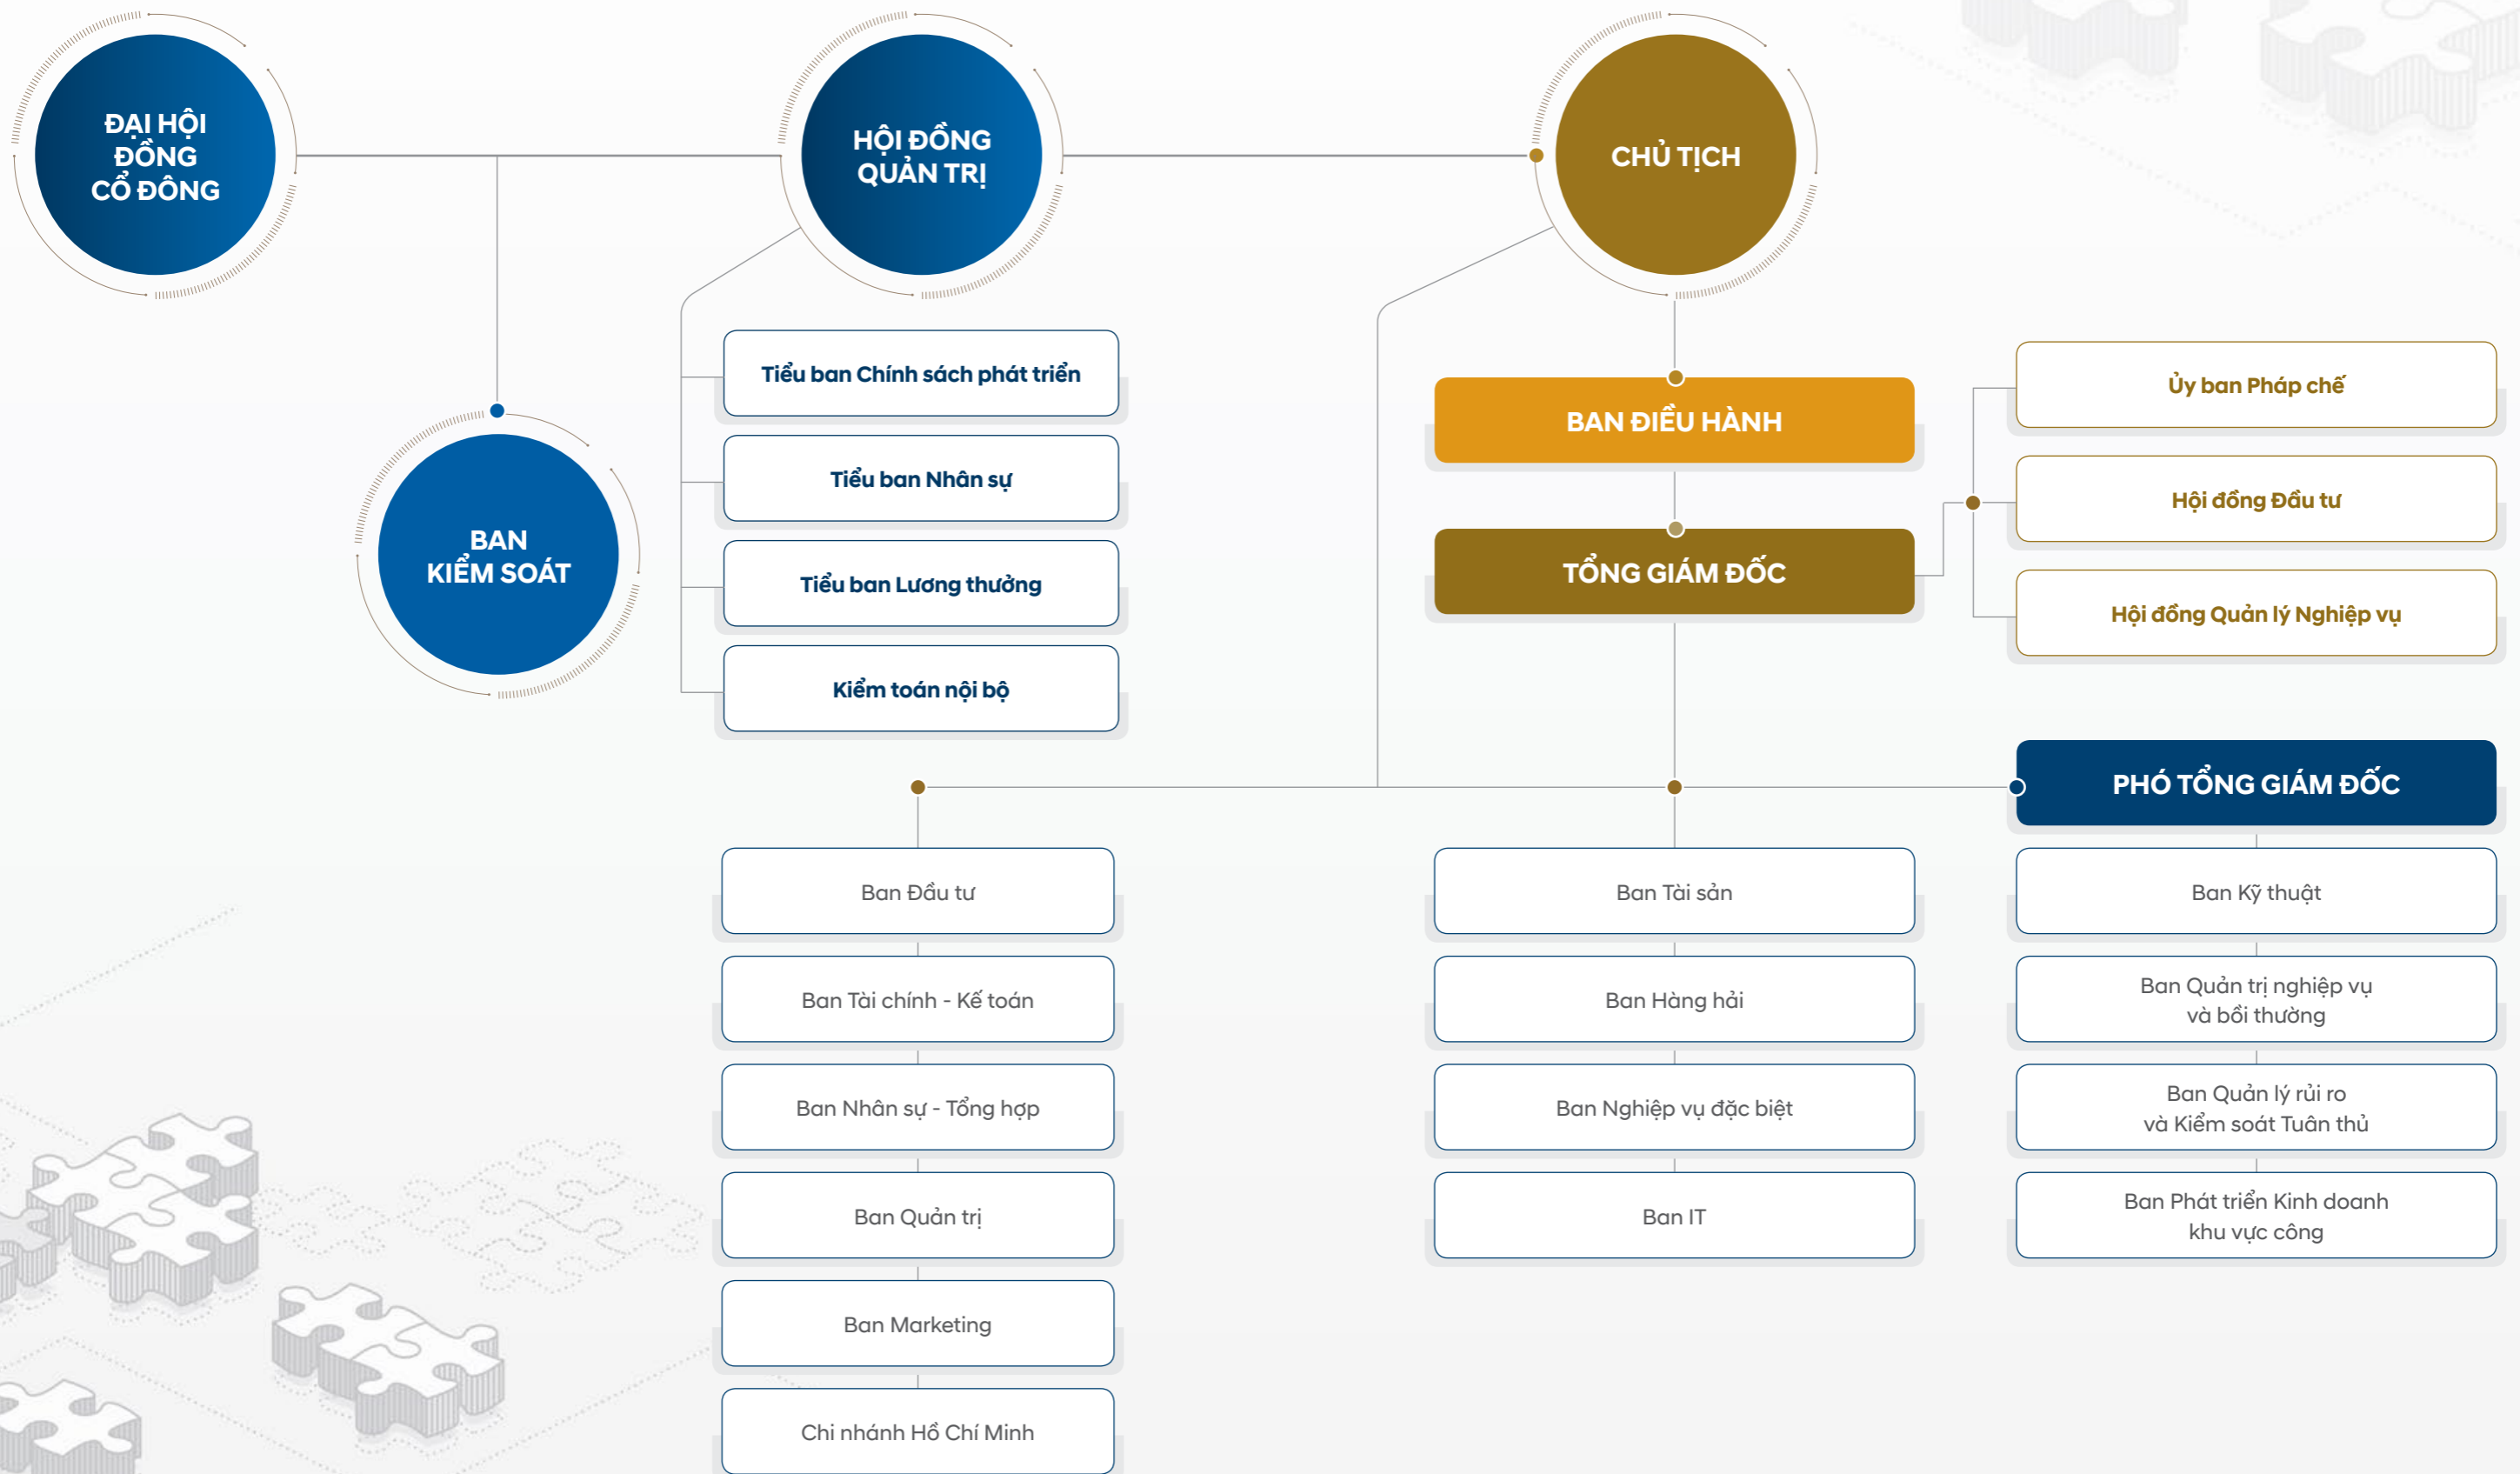 ĐẠI HỘI
ĐỒNG
CỔ ĐÔNG
HỘI ĐỒNG
QUẢN TRỊ
CHỦ TỊCH
BAN
KIỂM SOÁT
Tiểu ban Chính sách phát triển
Tiểu ban Nhân sự
Tiểu ban Lương thưởng
Kiểm toán nội bộ
BAN ĐIỀU HÀNH
TỔNG GIÁM ĐỐC
Ủy ban Pháp chế
Hội đồng Đầu tư
Hội đồng Quản lý Nghiệp vụ
PHÓ TỔNG GIÁM ĐỐC
Ban Đầu tư
Ban Tài chính - Kế toán
Ban Nhân sự - Tổng hợp
Ban Quản trị
Ban Marketing
Chi nhánh Hồ Chí Minh
Ban Tài sản
Ban Hàng hải
Ban Nghiệp vụ đặc biệt
Ban IT
Ban Kỹ thuật
Ban Quản trị nghiệp vụ
và bồi thường
Ban Quản lý rủi ro
và Kiểm soát Tuân thủ
Ban Phát triển Kinh doanh
khu vực công